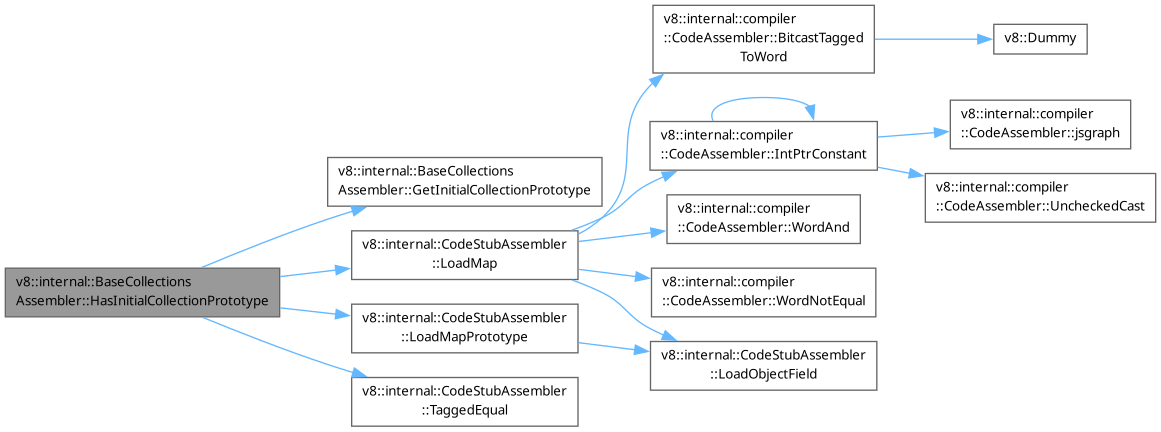 v8::internal::BaseCollections
Assembler::HasInitialCollectionPrototype
v8::internal::BaseCollections
Assembler::GetInitialCollectionPrototype
v8::internal::CodeStubAssembler
::LoadMap
v8::internal::CodeStubAssembler
::LoadMapPrototype
v8::internal::CodeStubAssembler
::TaggedEqual
v8::internal::compiler
::CodeAssembler::BitcastTagged
ToWord
v8::internal::compiler
::CodeAssembler::IntPtrConstant
v8::internal::compiler
::CodeAssembler::WordAnd
v8::internal::compiler
::CodeAssembler::WordNotEqual
v8::internal::CodeStubAssembler
::LoadObjectField
v8::Dummy
v8::internal::compiler
::CodeAssembler::jsgraph
v8::internal::compiler
::CodeAssembler::UncheckedCast